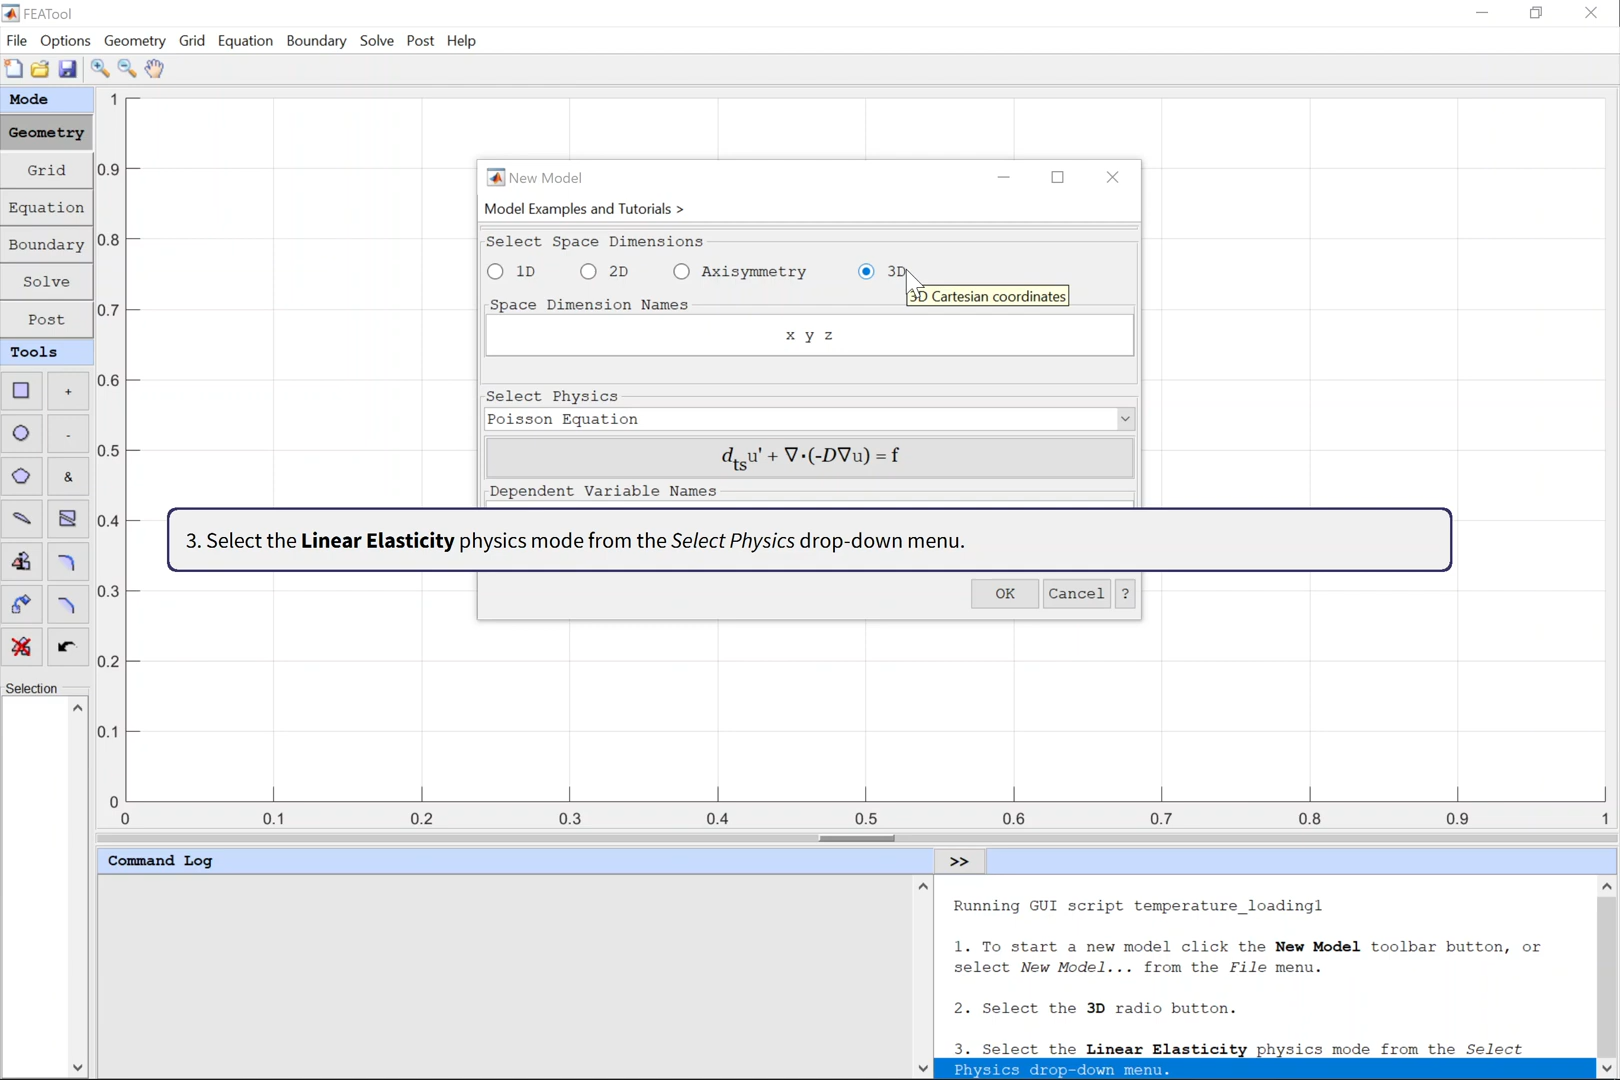 FEATool
File Options Geometry Grid Equation Boundary Solve Post Help
Mode
Geometry
Grid
Equation
Boundary
Solve
Post
Tools
+
-
&
Selection
1
0.9
0.8
0.7
0.6
0.5
0.4
0.3
0.2
0.1
0
0 0.1 0.2 0.3 0.4 0.5 0.6 0.7 0.8 0.9 1
New Model
Model Examples and Tutorials >
Select Space Dimensions
1D 2D Axisymmetry 3D
3D Cartesian coordinates
Space Dimension Names
x y z
Select Physics
Poisson Equation
d_ts u' + ∇·(-D∇u) = f
Dependent Variable Names
3. Select the Linear Elasticity physics mode from the Select Physics drop-down menu.
OK Cancel ?
Command Log
>>
Running GUI script temperature_loading1
1. To start a new model click the New Model toolbar button, or
select New Model... from the File menu.
2. Select the 3D radio button.
3. Select the Linear Elasticity physics mode from the Select
Physics drop-down menu.